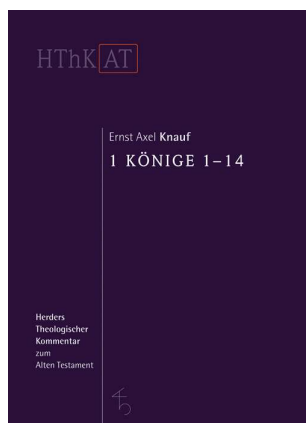 HThK AT
Ernst Axel Knauf
1 KÖNIGE 1–14
Herders
Theologischer
Kommentar
zum
Alten Testament